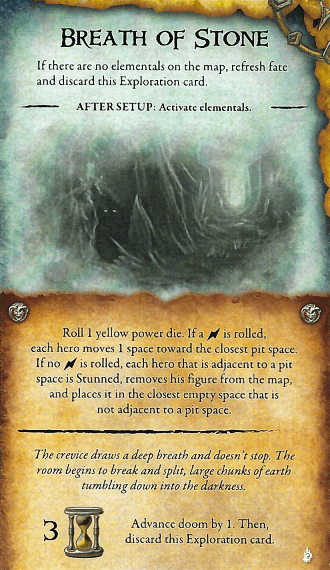 BREATH OF STONE
If there are no elementals on the map, refresh fate
and discard this Exploration card.
AFTER SETUP: Activate elementals.
Roll 1 yellow power die. If a is rolled,
each hero moves 1 space toward the closest pit space.
If no is rolled, each hero that is adjacent to a pit
space is Stunned, removes his figure from the map,
and places it in the closest empty space that is
not adjacent to a pit space.
The crevice draws a deep breath and doesn't stop. The
room begins to break and split, large chunks of earth
tumbling down into the darkness.
3
Advance doom by 1. Then,
discard this Exploration card.